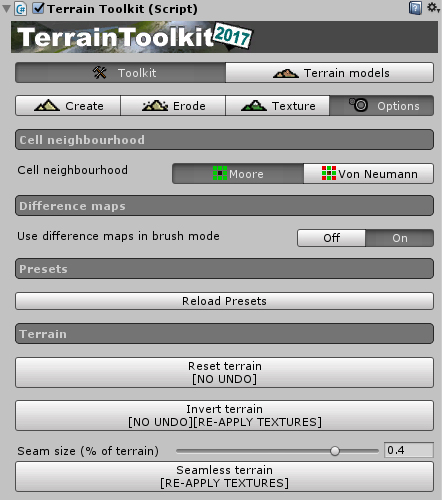 Terrain Toolkit (Script)
TerrainToolkit 2017
Toolkit Terrain models
Create Erode Texture Options
Cell neighbourhood
Cell neighbourhood Moore Von Neumann
Difference maps
Use difference maps in brush mode Off On
Presets
Reload Presets
Terrain
Reset terrain
[NO UNDO]
Invert terrain
[NO UNDO][RE-APPLY TEXTURES]
Seam size (% of terrain) 0.4
Seamless terrain
[RE-APPLY TEXTURES]